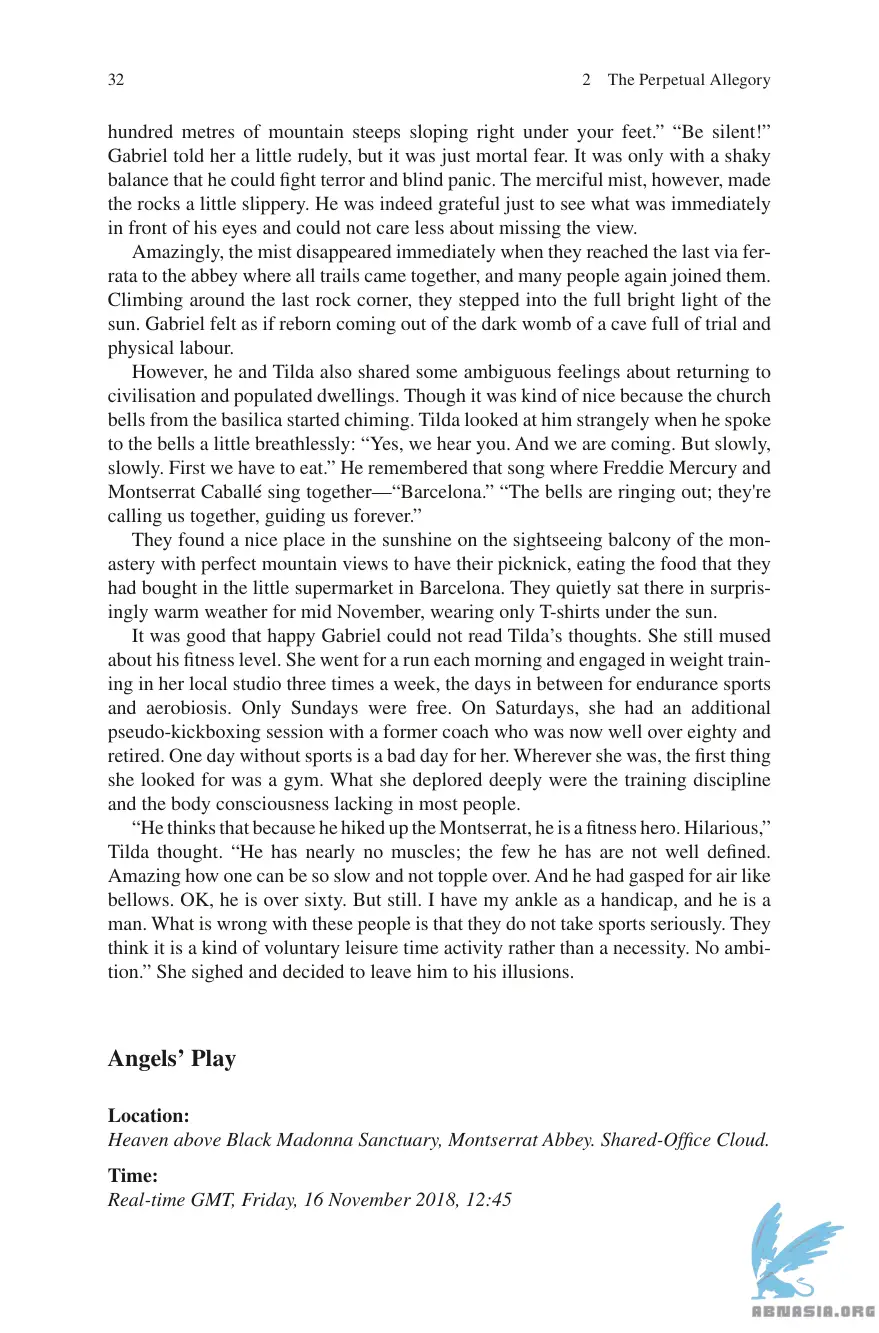 32
2 The Perpetual Allegory
hundred metres of mountain steeps sloping right under your feet.” “Be silent!”
Gabriel told her a little rudely, but it was just mortal fear. It was only with a shaky
balance that he could fight terror and blind panic. The merciful mist, however, made
the rocks a little slippery. He was indeed grateful just to see what was immediately
in front of his eyes and could not care less about missing the view.
Amazingly, the mist disappeared immediately when they reached the last via fer-
rata to the abbey where all trails came together, and many people again joined them.
Climbing around the last rock corner, they stepped into the full bright light of the
sun. Gabriel felt as if reborn coming out of the dark womb of a cave full of trial and
physical labour.
However, he and Tilda also shared some ambiguous feelings about returning to
civilisation and populated dwellings. Though it was kind of nice because the church
bells from the basilica started chiming. Tilda looked at him strangely when he spoke
to the bells a little breathlessly: “Yes, we hear you. And we are coming. But slowly,
slowly. First we have to eat.” He remembered that song where Freddie Mercury and
Montserrat Caballé sing together—“Barcelona.” “The bells are ringing out; they're
calling us together, guiding us forever.”
They found a nice place in the sunshine on the sightseeing balcony of the mon-
astery with perfect mountain views to have their picknick, eating the food that they
had bought in the little supermarket in Barcelona. They quietly sat there in surpris-
ingly warm weather for mid November, wearing only T-shirts under the sun.
It was good that happy Gabriel could not read Tilda’s thoughts. She still mused
about his fitness level. She went for a run each morning and engaged in weight train-
ing in her local studio three times a week, the days in between for endurance sports
and aerobiosis. Only Sundays were free. On Saturdays, she had an additional
pseudo-kickboxing session with a former coach who was now well over eighty and
retired. One day without sports is a bad day for her. Wherever she was, the first thing
she looked for was a gym. What she deplored deeply were the training discipline
and the body consciousness lacking in most people.
“He thinks that because he hiked up the Montserrat, he is a fitness hero. Hilarious,”
Tilda thought. “He has nearly no muscles; the few he has are not well defined.
Amazing how one can be so slow and not topple over. And he had gasped for air like
bellows. OK, he is over sixty. But still. I have my ankle as a handicap, and he is a
man. What is wrong with these people is that they do not take sports seriously. They
think it is a kind of voluntary leisure time activity rather than a necessity. No ambi-
tion.” She sighed and decided to leave him to his illusions.
Angels’ Play
Location:
Heaven above Black Madonna Sanctuary, Montserrat Abbey. Shared-Office Cloud.
Time:
Real-time GMT, Friday, 16 November 2018, 12:45
ABNASIA.ORG